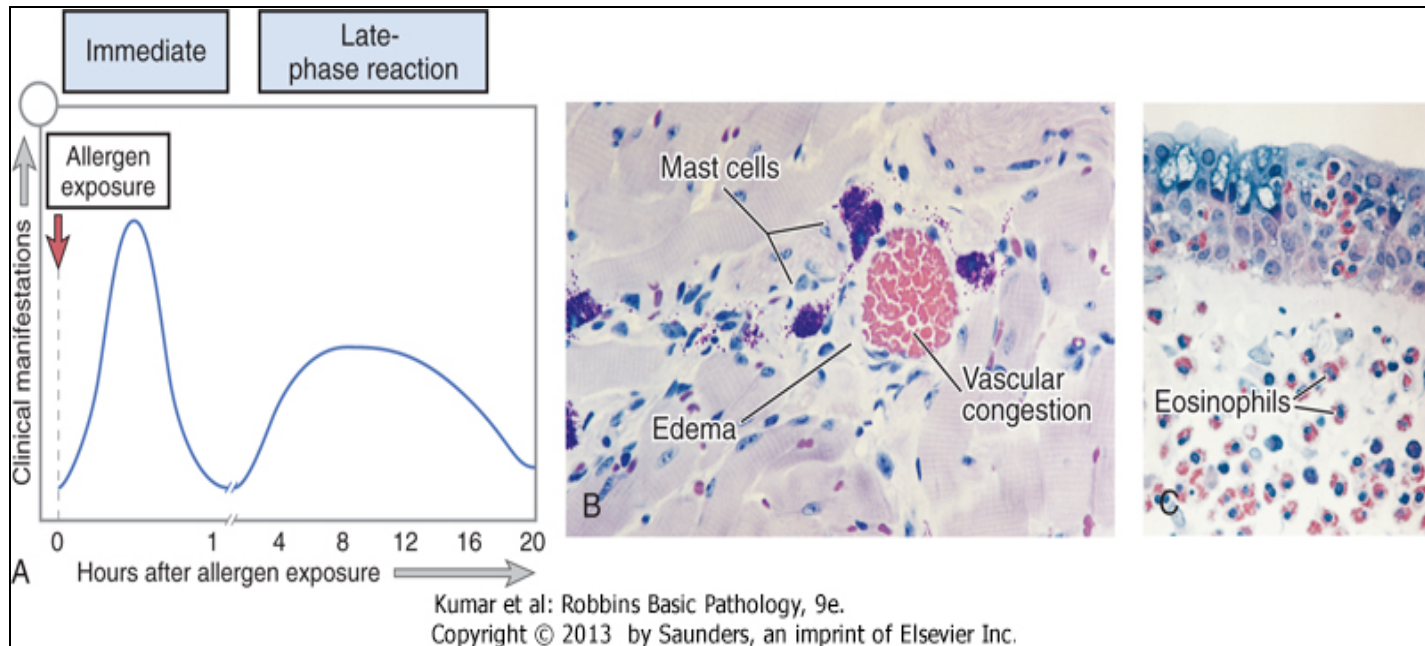 Immediate
Late-
phase reaction
Allergen
exposure
Clinical manifestations
0 1 4 8 12 16 20
Hours after allergen exposure
A
Mast cells
Edema
Vascular
congestion
B
Eosinophils
C
Kumar et al: Robbins Basic Pathology, 9e.
Copyright © 2013 by Saunders, an imprint of Elsevier Inc.